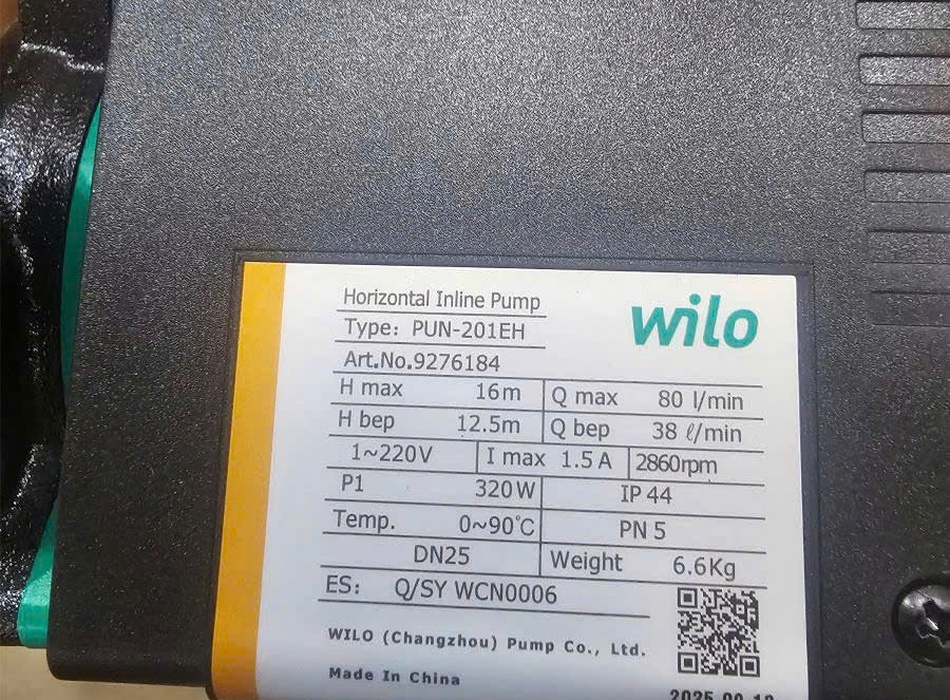 wilo
Horizontal Inline Pump
Type: PUN-201EH
Art.No.9276184
H max 16m Q max 80 l/min
H bep 12.5m Q bep 38 ℓ/min
1~220V I max 1.5A 2860rpm
P1 320W IP 44
Temp. 0~90℃ PN 5
DN25 Weight 6.6Kg
ES: Q/SY WCN0006
WILO (Changzhou) Pump Co., Ltd.
Made In China